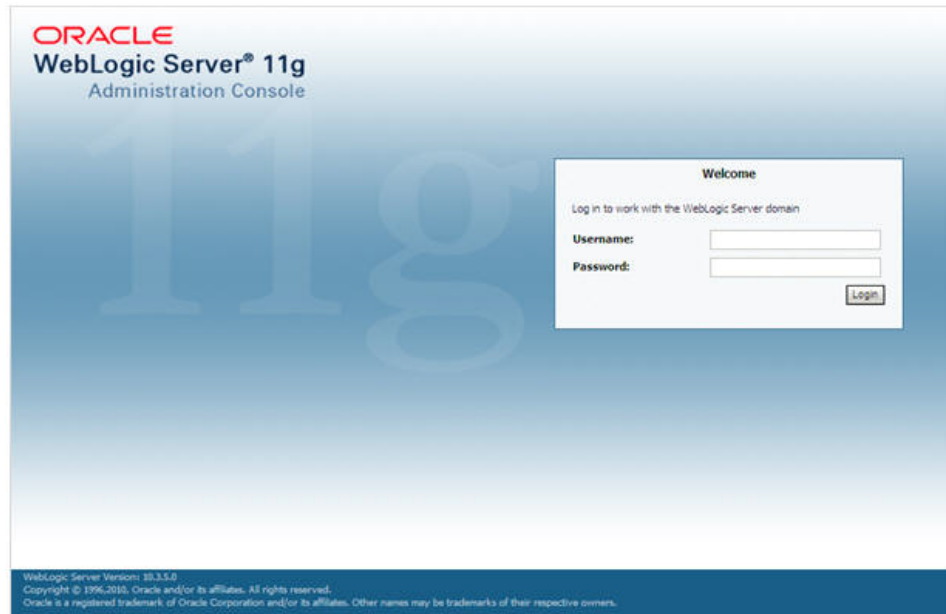 ORACLE
WebLogic Server® 11g
Administration Console
11g
Welcome
Log in to work with the WebLogic Server domain
Username:
Password:
Login
WebLogic Server Version: 10.3.5.0
Copyright © 1996,2010, Oracle and/or its affiliates. All rights reserved.
Oracle is a registered trademark of Oracle Corporation and/or its affiliates. Other names may be trademarks of their respective owners.